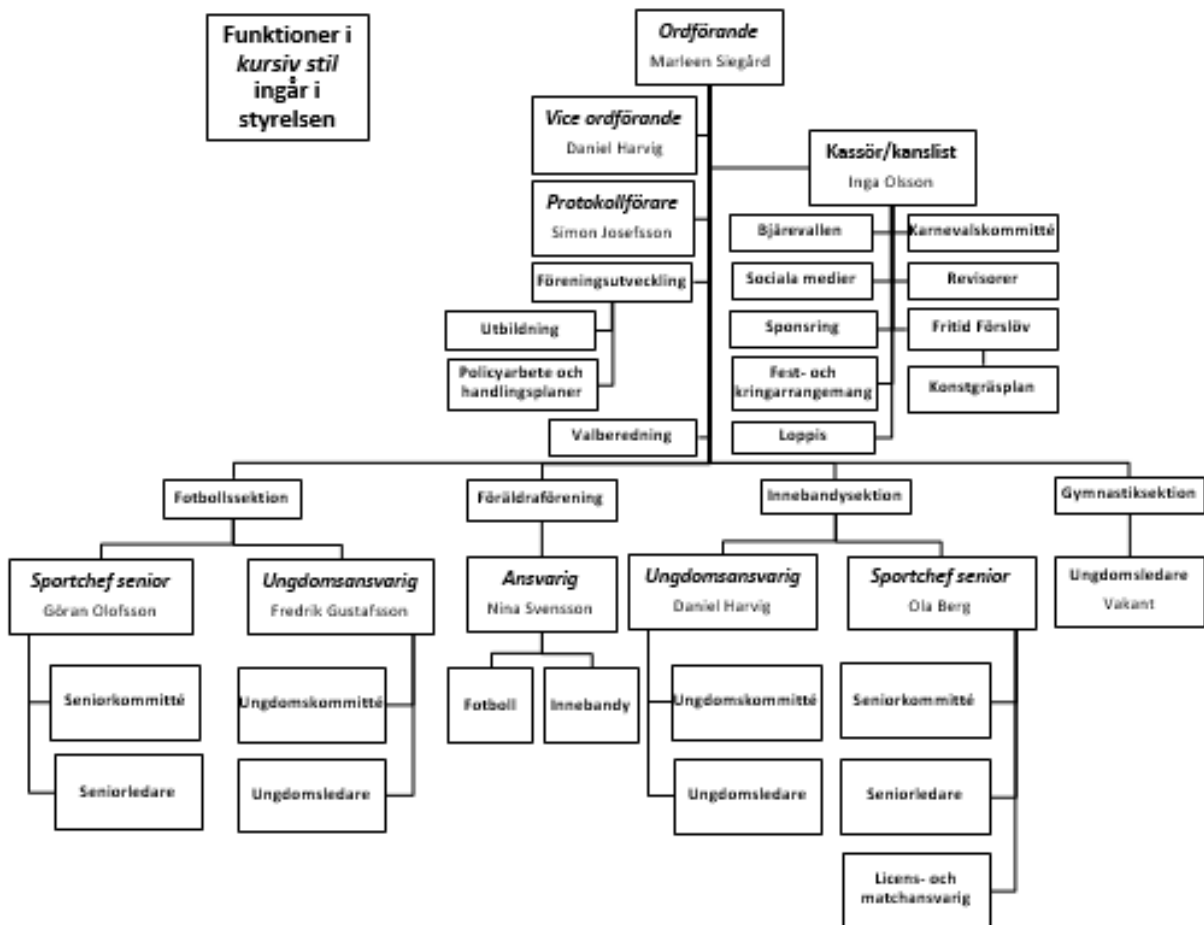 Funktioner i
kursiv stil
ingår i
styrelsen
Ordförande
Marleen Siegård
Vice ordförande
Daniel Harvig
Kassör/kanslist
Inga Olsson
Protokollförare
Simon Josefsson
Bjärevallen
Karnevalskommitté
Föreningsutveckling
Sociala medier
Revisorer
Utbildning
Sponsring
Fritid Förslöv
Policyarbete och
handlingsplaner
Fest- och
kringarrangemang
Konstgräsplan
Valberedning
Loppis
Fotbollssektion
Föräldraförening
Innebandysektion
Gymnastiksektion
Sportchef senior
Göran Olofsson
Ungdomsansvarig
Fredrik Gustafsson
Ansvarig
Nina Svensson
Ungdomsansvarig
Daniel Harvig
Sportchef senior
Ola Berg
Ungdomsledare
Vakant
Seniorkommitté
Ungdomskommitté
Fotboll
Innebandy
Ungdomskommitté
Seniorkommitté
Seniorledare
Ungdomsledare
Ungdomsledare
Seniorledare
Licens- och
matchansvarig